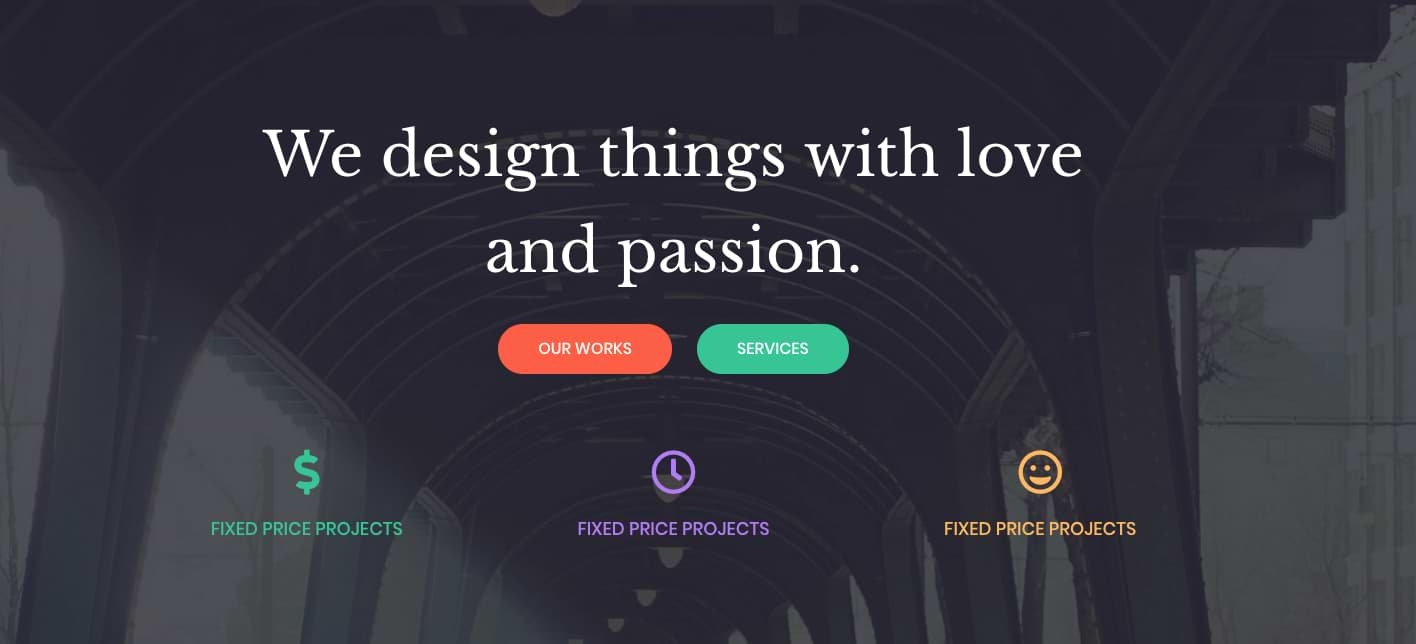 We design things with love
and passion.
OUR WORKS
SERVICES
FIXED PRICE PROJECTS
FIXED PRICE PROJECTS
FIXED PRICE PROJECTS